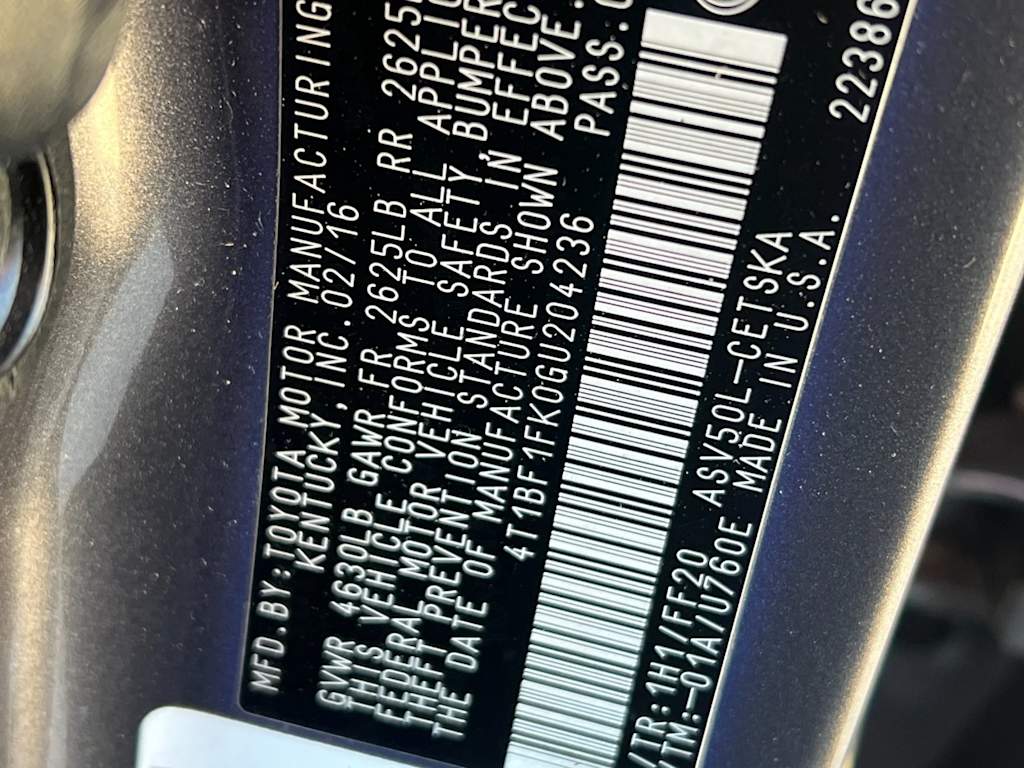 MFD.BY:TOYOTA MOTOR MANUFACTURING
KENTUCKY,INC. 02/16
GVWR 4630LB GAWR FR 2625LB RR 2625
THIS VEHICLE CONFORMS TO ALL APPLIC
FEDERAL MOTOR VEHICLE SAFETY,BUMPER
THEFT PREVENTION STANDARDS IN EFFECT
THE DATE OF MANUFACTURE SHOWN ABOVE.
4T1BF1FK0GU204236 PASS.
/TR:1H1/FF20 ASV50L-CETSKA
/TM:-01A/U760E MADE IN U.S.A.
22386